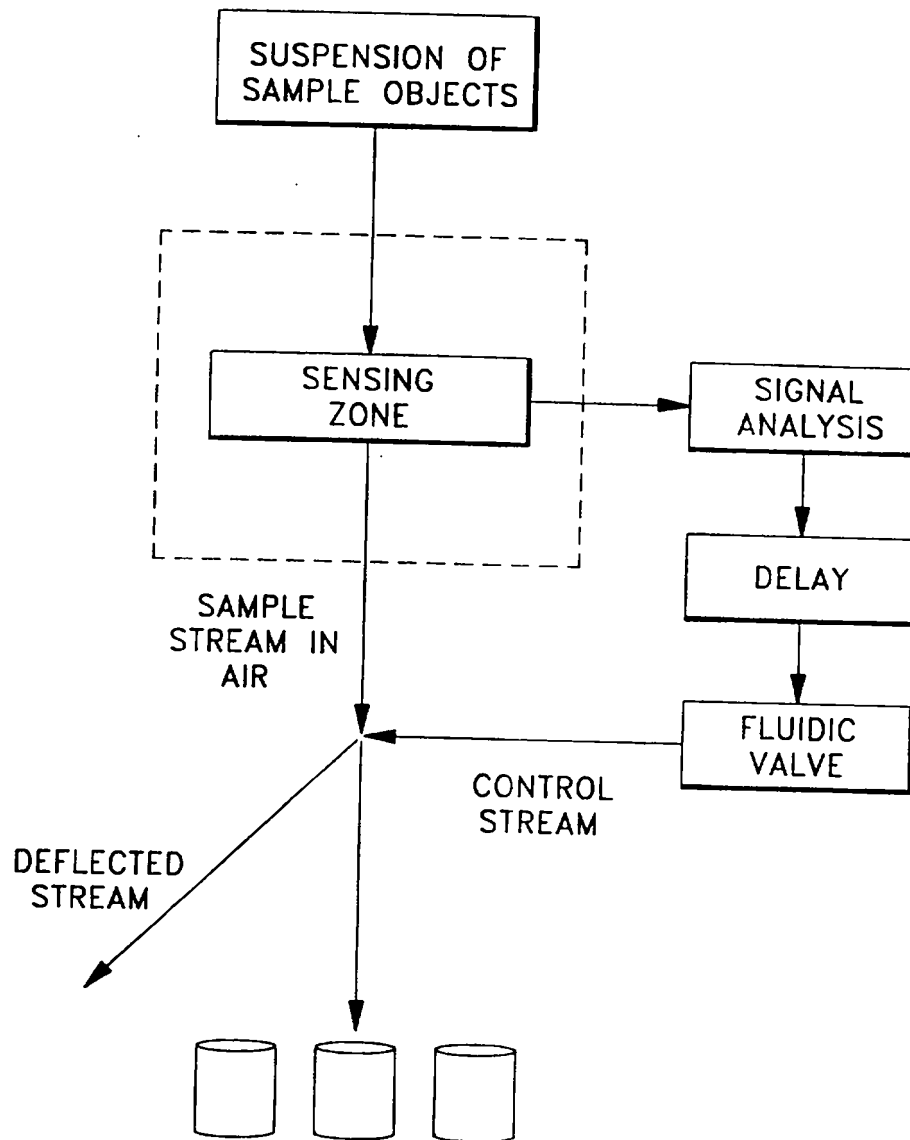 SUSPENSION OF
SAMPLE OBJECTS
SENSING
ZONE
SIGNAL
ANALYSIS
DELAY
SAMPLE
STREAM IN
AIR
FLUIDIC
VALVE
CONTROL
STREAM
DEFLECTED
STREAM